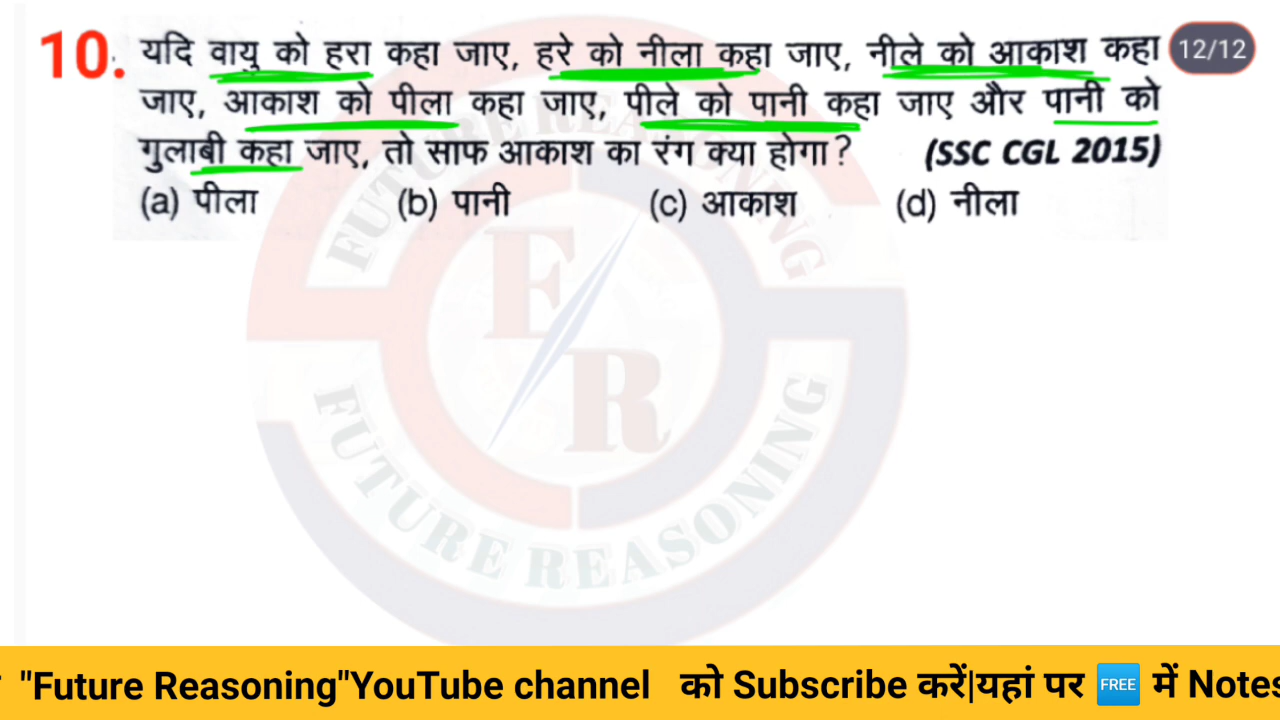 10. यदि वायु को हरा कहा जाए, हरे को नीला कहा जाए, नीले को आकाश कहा
12/12
जाए, आकाश को पीला कहा जाए, पीले को पानी कहा जाए और पानी को
गुलाबी कहा जाए, तो साफ आकाश का रंग क्या होगा? (SSC CGL 2015)
(a) पीला (b) पानी (c) आकाश (d) नीला
FUTURE REASONING
F
R
FUTURE REASONING
"Future Reasoning"YouTube channel को Subscribe करें|यहां पर FREE में Notes